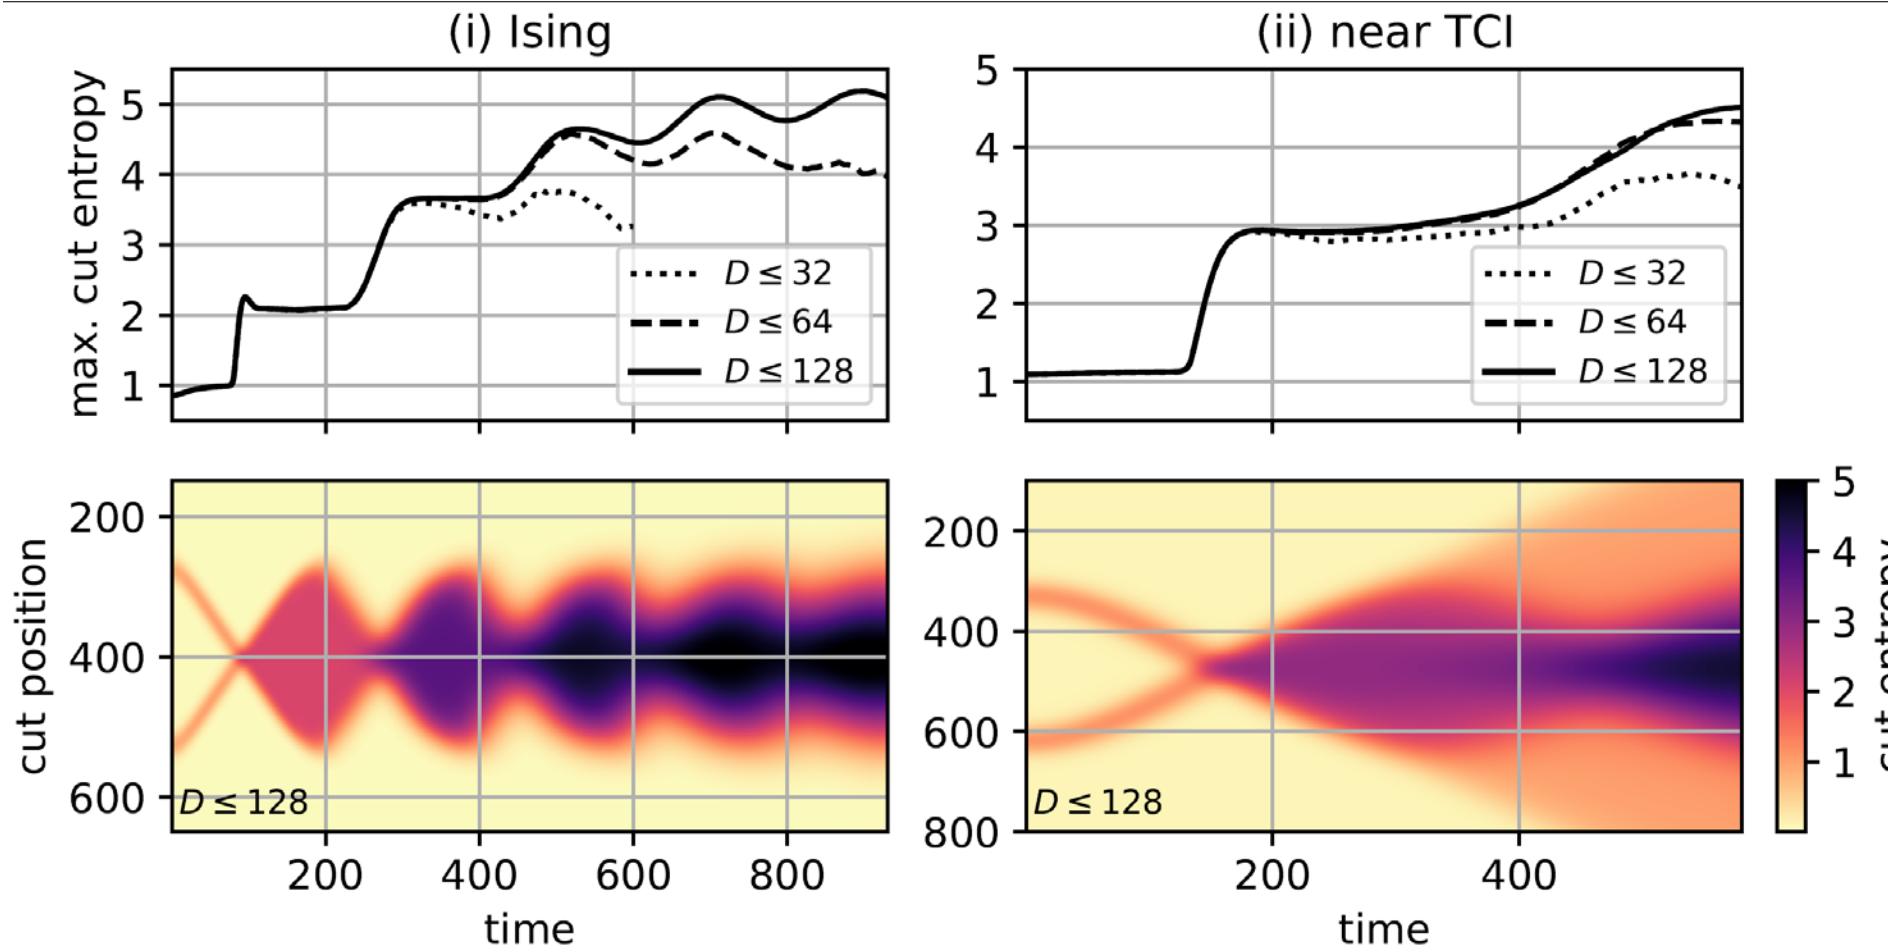 (i) Ising
(ii) near TCI
max. cut entropy
5
4
3
2
1
D ≤ 32
D ≤ 64
D ≤ 128
5
4
3
2
1
D ≤ 32
D ≤ 64
D ≤ 128
cut position
200
400
600
D ≤ 128
200
400
600
800
time
200
400
600
800
D ≤ 128
200
400
time
5
4
3
2
1
cut entropy